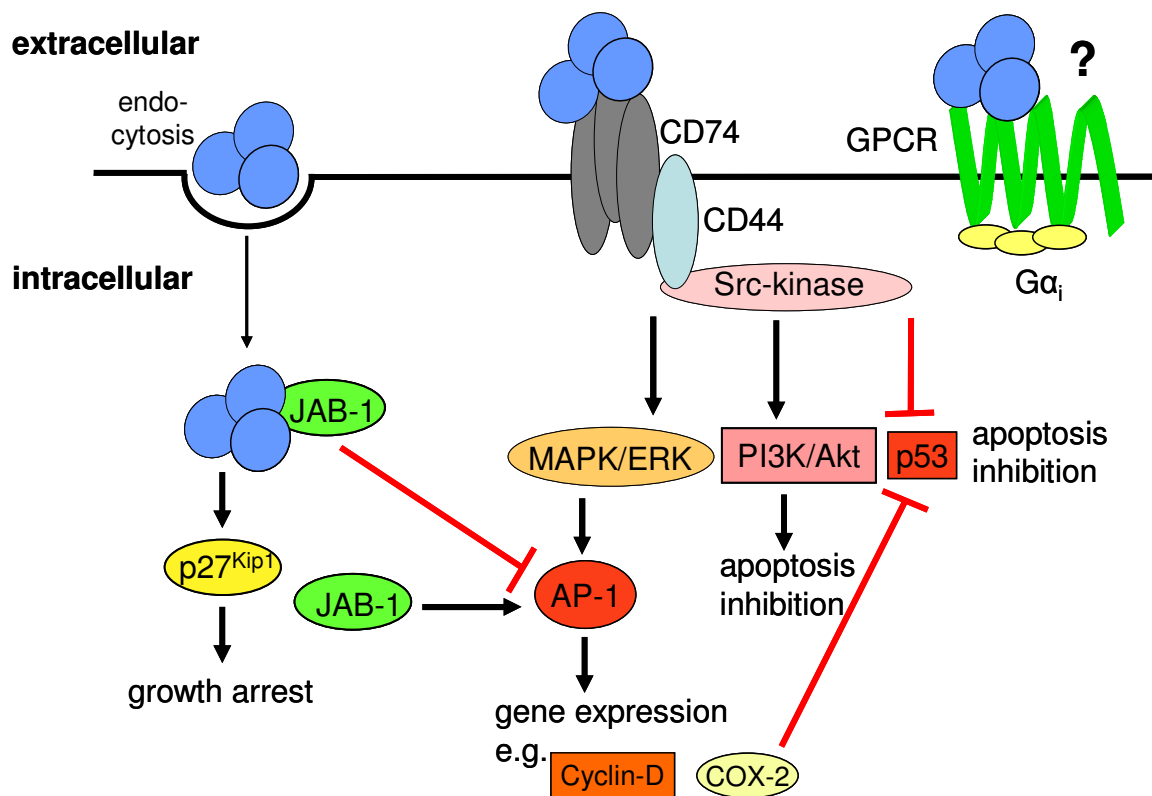 extracellular
endo-
cytosis
?
CD74
GPCR
CD44
intracellular
Src-kinase
Gαi
JAB-1
MAPK/ERK
PI3K/Akt
p53
apoptosis
inhibition
p27Kip1
JAB-1
AP-1
apoptosis
inhibition
growth arrest
gene expression
e.g.
Cyclin-D
COX-2